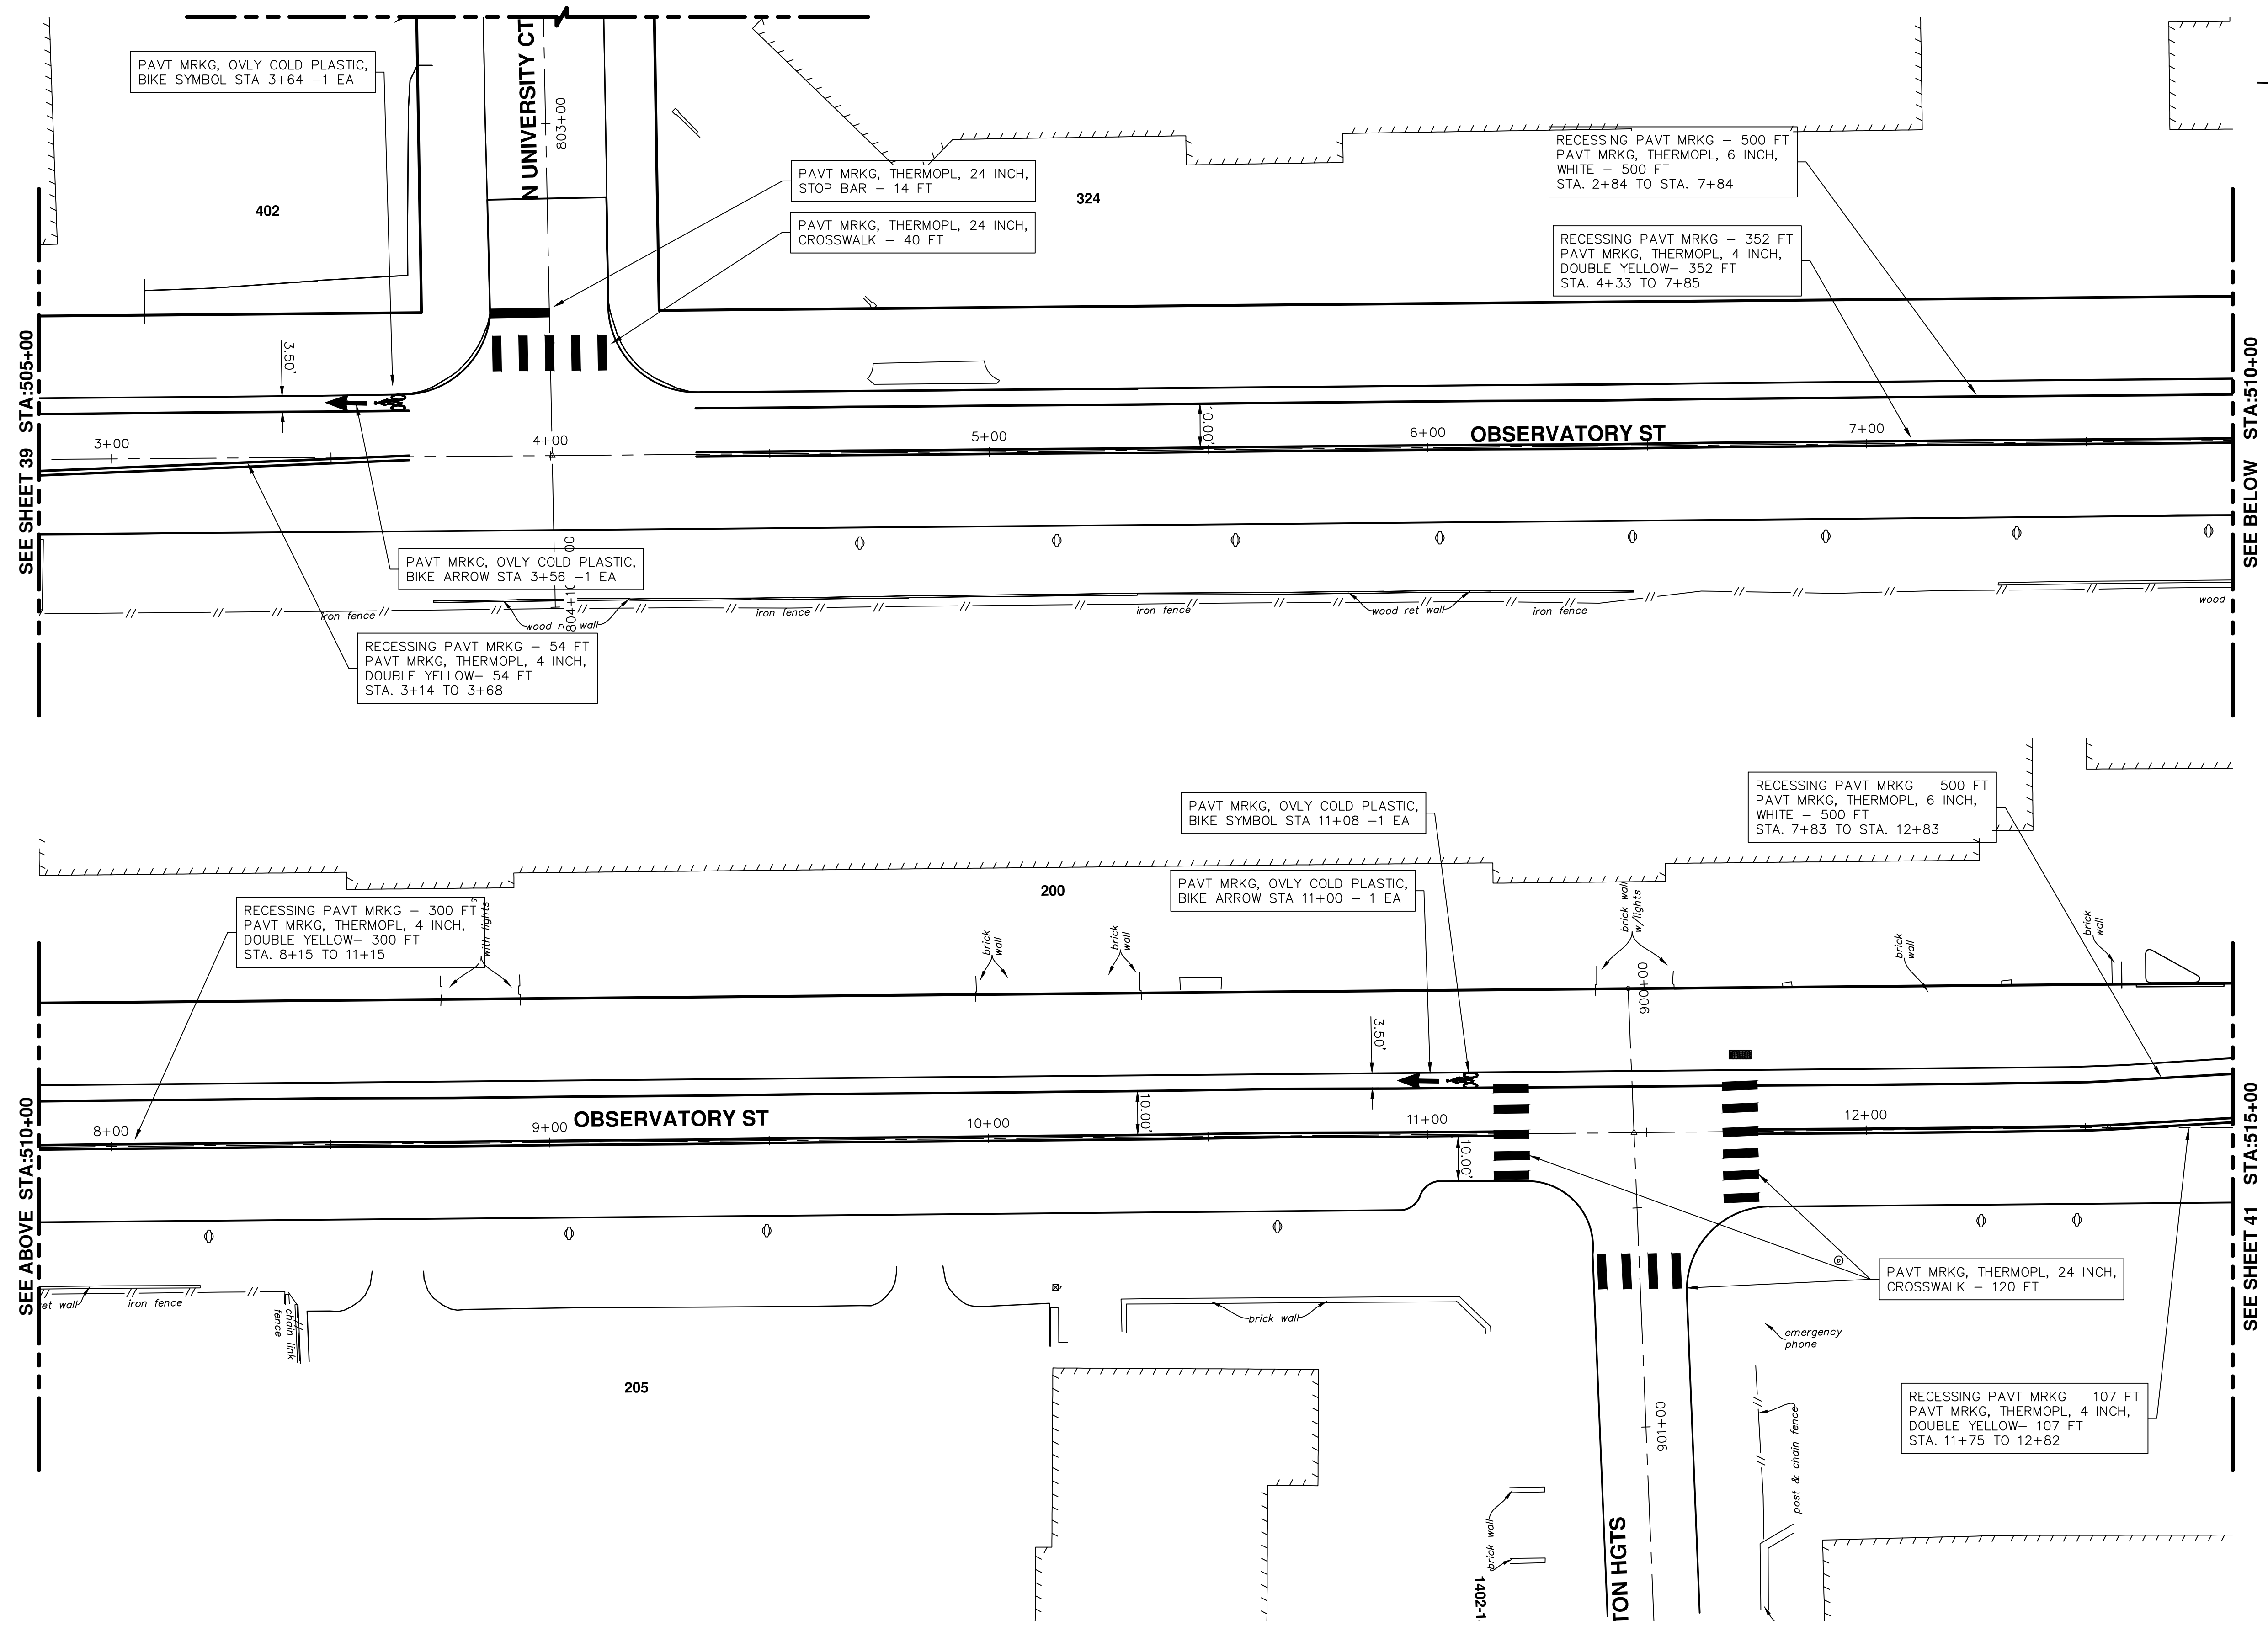 N UNIVERSITY CT
803+00
PAVT MRKG, OVLY COLD PLASTIC,
BIKE SYMBOL STA 3+64 –1 EA
402
PAVT MRKG, THERMOPL, 24 INCH,
STOP BAR – 14 FT
PAVT MRKG, THERMOPL, 24 INCH,
CROSSWALK – 40 FT
324
RECESSING PAVT MRKG – 500 FT
PAVT MRKG, THERMOPL, 6 INCH,
WHITE – 500 FT
STA. 2+84 TO STA. 7+84
RECESSING PAVT MRKG – 352 FT
PAVT MRKG, THERMOPL, 4 INCH,
DOUBLE YELLOW– 352 FT
STA. 4+33 TO 7+85
SEE SHEET 39 STA:505+00
3.50'
3+00
4+00
5+00
10.00'
6+00
OBSERVATORY ST
7+00
SEE BELOW STA:510+00
PAVT MRKG, OVLY COLD PLASTIC,
BIKE ARROW STA 3+56 –1 EA
iron fence
wood wall
iron fence
iron fence
wood ret wall
iron fence
wood
RECESSING PAVT MRKG – 54 FT
PAVT MRKG, THERMOPL, 4 INCH,
DOUBLE YELLOW– 54 FT
STA. 3+14 TO 3+68
PAVT MRKG, OVLY COLD PLASTIC,
BIKE SYMBOL STA 11+08 –1 EA
RECESSING PAVT MRKG – 500 FT
PAVT MRKG, THERMOPL, 6 INCH,
WHITE – 500 FT
STA. 7+83 TO STA. 12+83
200
PAVT MRKG, OVLY COLD PLASTIC,
BIKE ARROW STA 11+00 – 1 EA
RECESSING PAVT MRKG – 300 FT
PAVT MRKG, THERMOPL, 4 INCH,
DOUBLE YELLOW– 300 FT
STA. 8+15 TO 11+15
with lights
brick
wall
brick
wall
brick wall
w/lights
brick
wall
brick
wall
900+00
3.50'
SEE ABOVE STA:510+00
8+00
9+00
OBSERVATORY ST
10+00
10.00'
11+00
10.00'
12+00
SEE SHEET 41 STA:515+00
et wall
iron fence
chain link
fence
brick wall
PAVT MRKG, THERMOPL, 24 INCH,
CROSSWALK – 120 FT
emergency
phone
205
901+00
post & chain fence
RECESSING PAVT MRKG – 107 FT
PAVT MRKG, THERMOPL, 4 INCH,
DOUBLE YELLOW– 107 FT
STA. 11+75 TO 12+82
brick wall
1402-1
TON HGTS